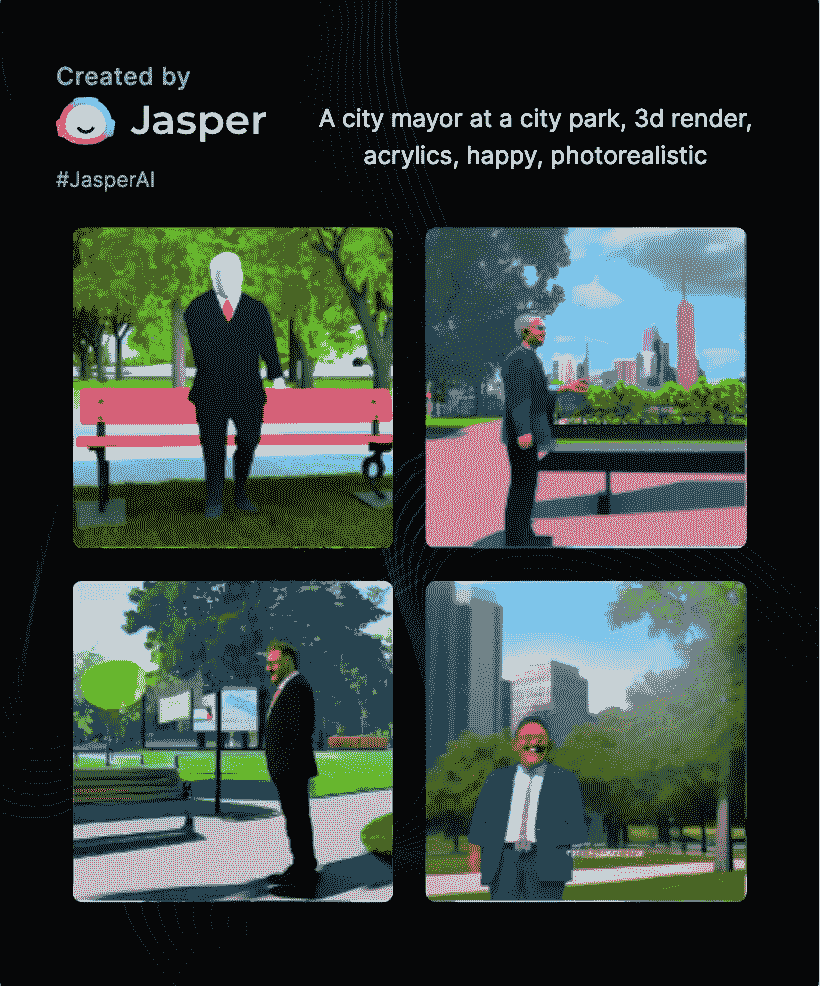 Created by
Jasper
#JasperAI
A city mayor at a city park, 3d render,
acrylics, happy, photorealistic